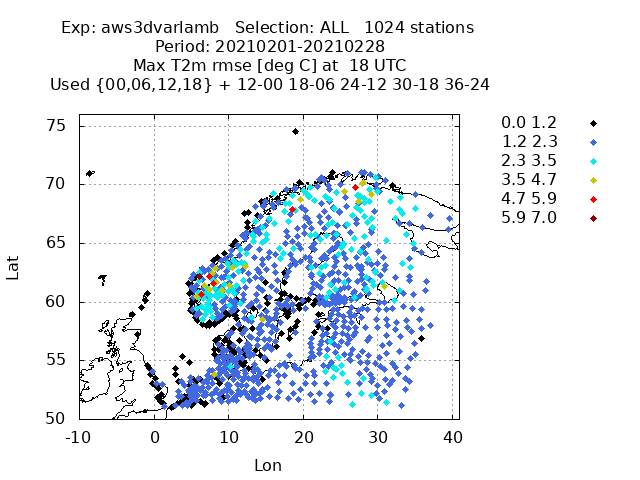 Exp: aws3dvarlamb   Selection: ALL   1024 stations
Period: 20210201-20210228
Max T2m rmse [deg C] at  18 UTC
Used {00,06,12,18} + 12-00 18-06 24-12 30-18 36-24
0.0 1.2
1.2 2.3
2.3 3.5
3.5 4.7
4.7 5.9
5.9 7.0
75
70
65
60
55
50
Lat
-10 0 10 20 30 40
Lon